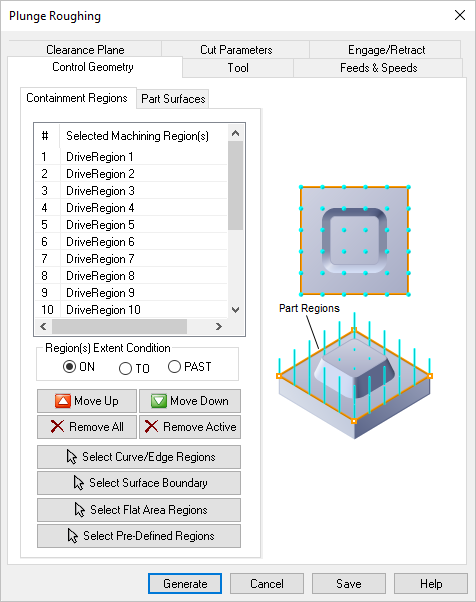 Plunge Roughing
Clearance Plane Cut Parameters Engage/Retract
Control Geometry Tool Feeds & Speeds
Containment Regions Part Surfaces
# Selected Machining Region(s)
1 DriveRegion 1
2 DriveRegion 2
3 DriveRegion 3
4 DriveRegion 4
5 DriveRegion 5
6 DriveRegion 6
7 DriveRegion 7
8 DriveRegion 8
9 DriveRegion 9
10 DriveRegion 10
Part Regions
Region(s) Extent Condition
ON TO PAST
Move Up Move Down
Remove All Remove Active
Select Curve/Edge Regions
Select Surface Boundary
Select Flat Area Regions
Select Pre-Defined Regions
Generate Cancel Save Help